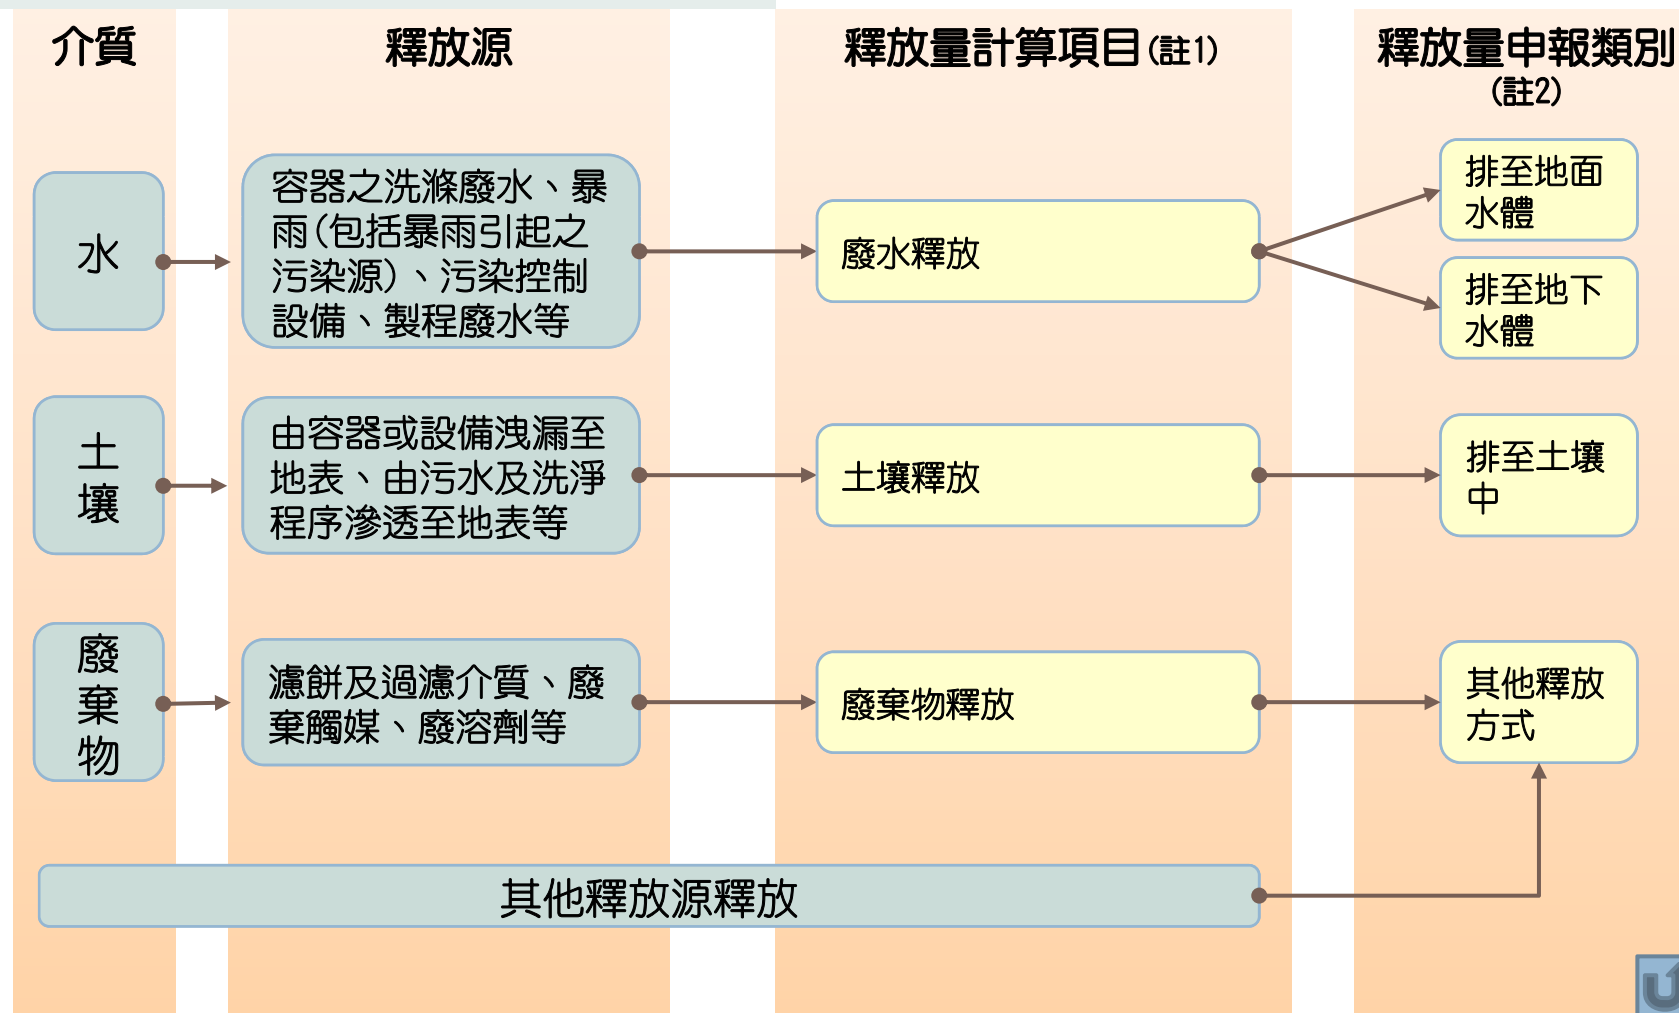 介質
釋放源
釋放量計算項目(註1)
釋放量申報類別
(註2)
水
容器之洗滌廢水、暴
雨(包括暴雨引起之
污染源)、污染控制
設備、製程廢水等
廢水釋放
排至地面
水體
排至地下
水體
土
壤
由容器或設備洩漏至
地表、由污水及洗淨
程序滲透至地表等
土壤釋放
排至土壤
中
廢
棄
物
濾餅及過濾介質、廢
棄觸媒、廢溶劑等
廢棄物釋放
其他釋放
方式
其他釋放源釋放